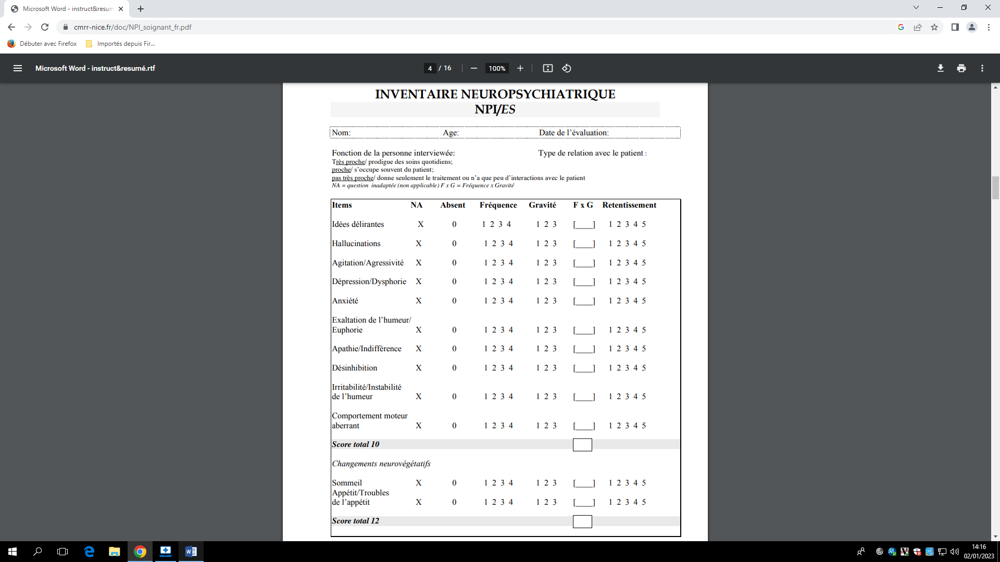 Microsoft Word - instruct&resum
cmrr-nice.fr/doc/NPI_soignant_fr.pdf
Débuter avec Firefox Importés depuis Fir...
Microsoft Word - instruct&resumé.rtf 4 / 16 100%
INVENTAIRE NEUROPSYCHIATRIQUE
NPI/ES
Nom: Age: Date de l’évaluation:
Fonction de la personne interviewée: Type de relation avec le patient :
Très proche/ prodigue des soins quotidiens;
proche/ s’occupe souvent du patient;
pas très proche/ donne seulement le traitement ou n’a que peu d’interactions avec le patient
NA = question inadaptée (non applicable) F x G = Fréquence x Gravité
Items NA Absent Fréquence Gravité F x G Retentissement
Idées délirantes X 0 1 2 3 4 1 2 3 [____] 1 2 3 4 5
Hallucinations X 0 1 2 3 4 1 2 3 [____] 1 2 3 4 5
Agitation/Agressivité X 0 1 2 3 4 1 2 3 [____] 1 2 3 4 5
Dépression/Dysphorie X 0 1 2 3 4 1 2 3 [____] 1 2 3 4 5
Anxiété X 0 1 2 3 4 1 2 3 [____] 1 2 3 4 5
Exaltation de l’humeur/
Euphorie X 0 1 2 3 4 1 2 3 [____] 1 2 3 4 5
Apathie/Indifférence X 0 1 2 3 4 1 2 3 [____] 1 2 3 4 5
Désinhibition X 0 1 2 3 4 1 2 3 [____] 1 2 3 4 5
Irritabilité/Instabilité
de l’humeur X 0 1 2 3 4 1 2 3 [____] 1 2 3 4 5
Comportement moteur
aberrant X 0 1 2 3 4 1 2 3 [____] 1 2 3 4 5
Score total 10
Changements neurovégétatifs
Sommeil X 0 1 2 3 4 1 2 3 [____] 1 2 3 4 5
Appétit/Troubles
de l’appétit X 0 1 2 3 4 1 2 3 [____] 1 2 3 4 5
Score total 12
14:16
02/01/2023